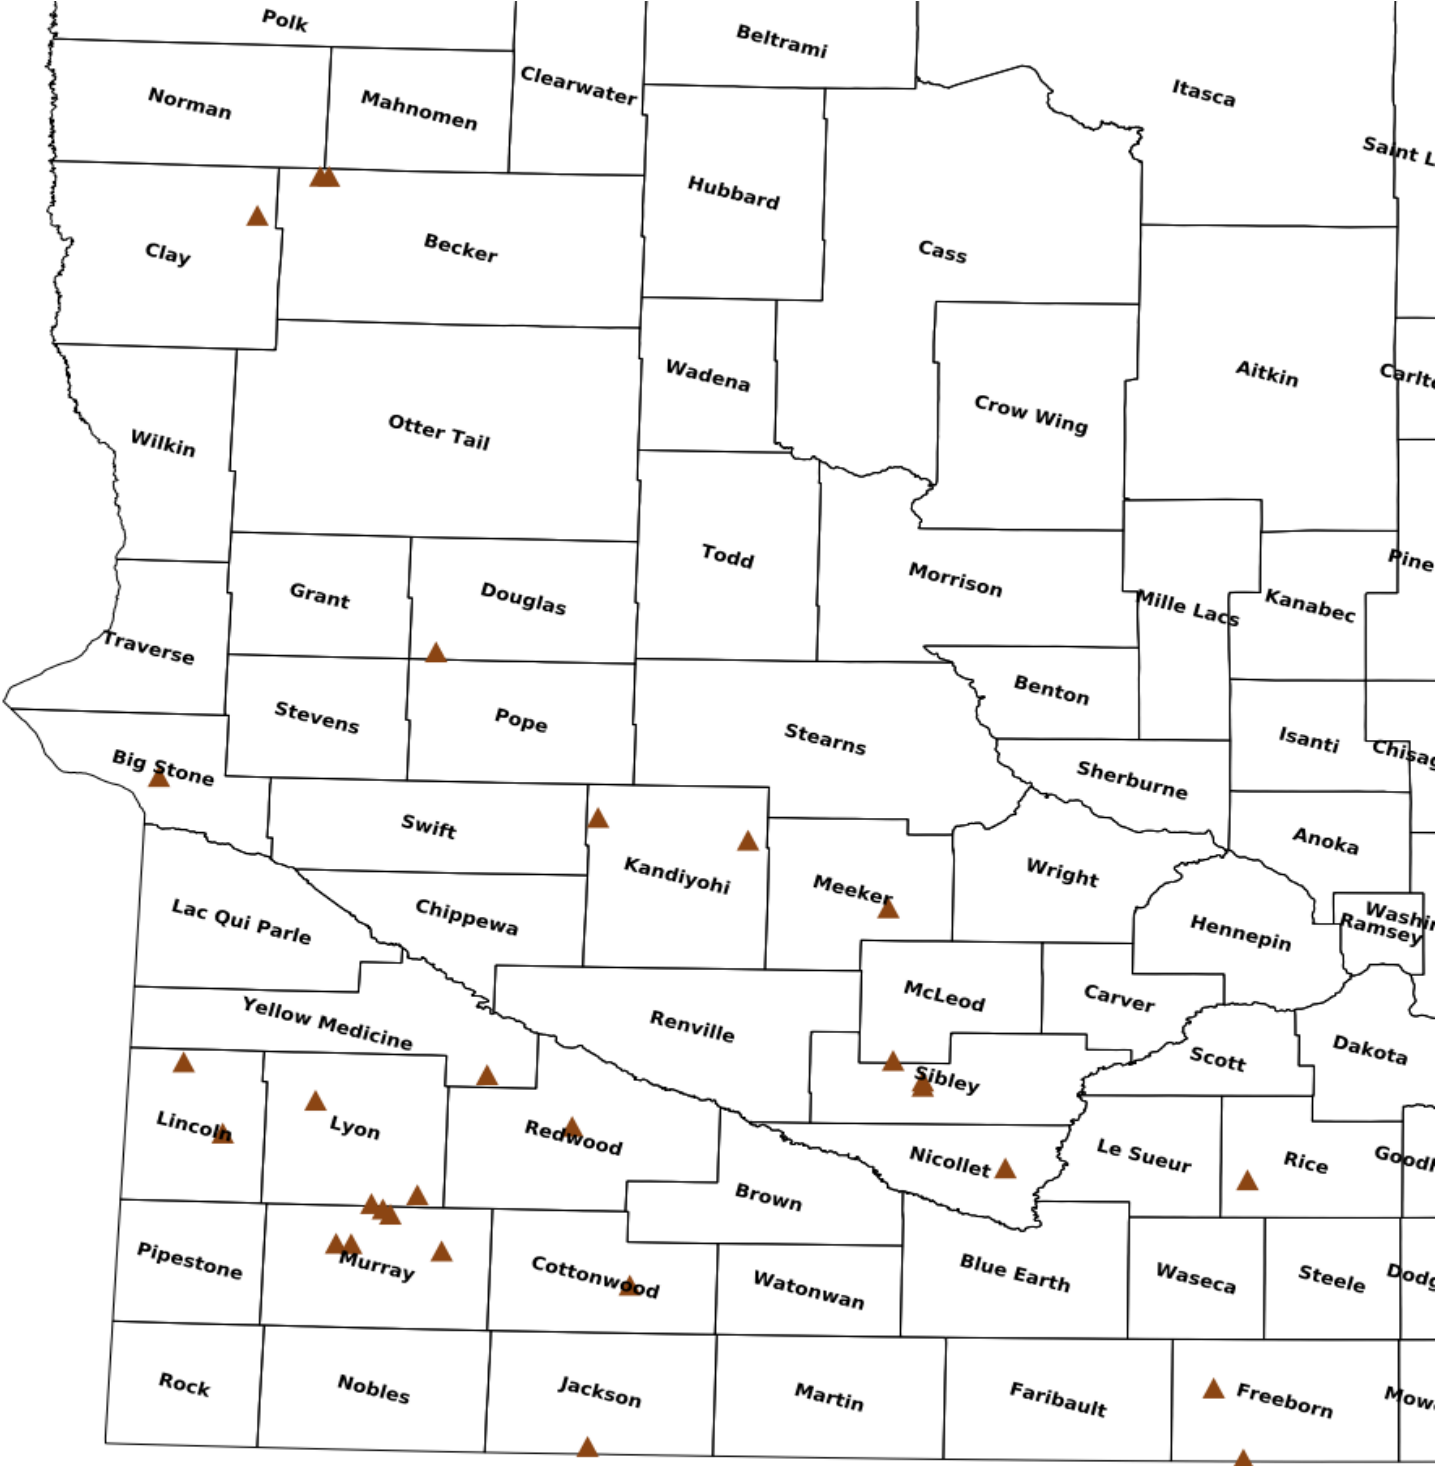 Polk
Beltrami
Clearwater
Itasca
Norman
Mahnomen
Saint L
Hubbard
Clay
Becker
Cass
Wadena
Aitkin
Carlto
Crow Wing
Otter Tail
Wilkin
Todd
Pine
Morrison
Grant
Douglas
Mille Lacs
Kanabec
Traverse
Benton
Stevens
Pope
Stearns
Isanti
Chisag
Big Stone
Sherburne
Swift
Anoka
Kandiyohi
Meeker
Wright
Lac Qui Parle
Chippewa
Washin
Ramsey
Hennepin
McLeod
Carver
Yellow Medicine
Renville
Dakota
Scott
Sibley
Lincoln
Lyon
Redwood
Nicollet
Le Sueur
Rice
Goodh
Brown
Pipestone
Murray
Cottonwood
Watonwan
Blue Earth
Waseca
Steele
Dodg
Rock
Nobles
Jackson
Martin
Faribault
Freeborn
Mowe